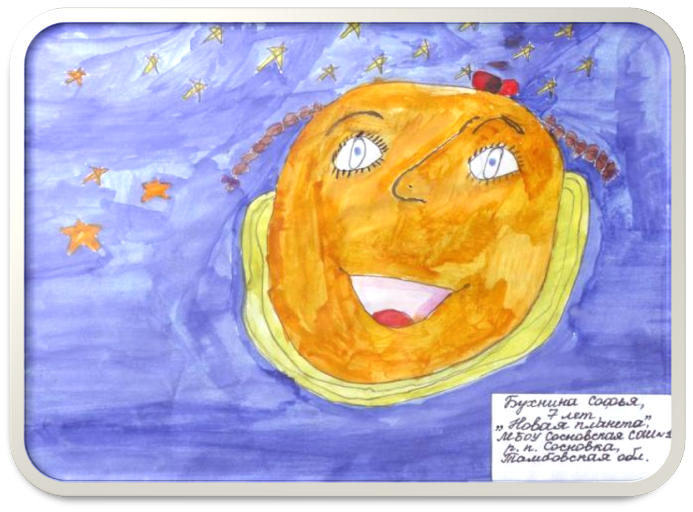 Бухнина Софья,
7 лет
„Новая планета",
МБОУ Сосновская СОШ№1
р. п. Сосновка,
Тамбовская обл.